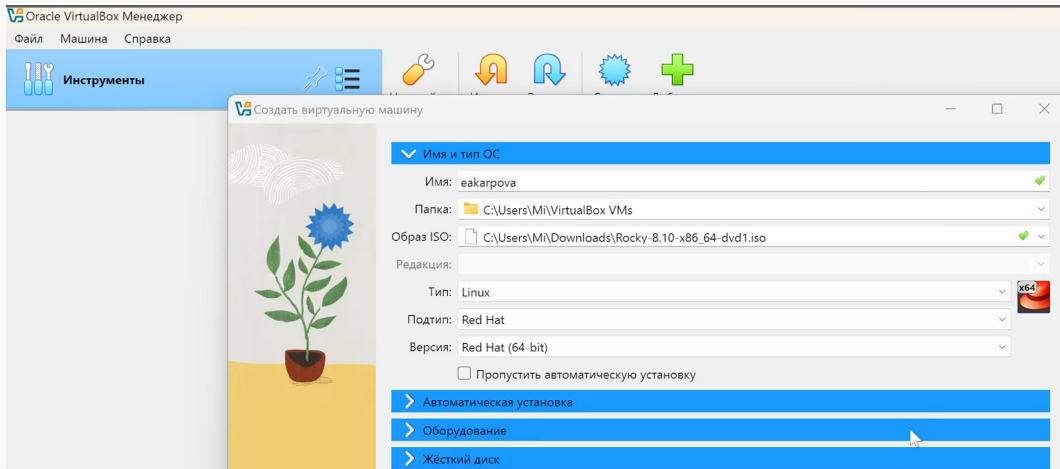 Oracle VirtualBox Менеджер
Файл Машина Справка
Инструменты
Создать виртуальную машину
Имя и тип ОС
Имя: eakarpova
Папка: C:\Users\Mi\VirtualBox VMs
Образ ISO: C:\Users\Mi\Downloads\Rocky-8.10-x86_64-dvd1.iso
Редакция:
Тип: Linux
x64
Подтип: Red Hat
Версия: Red Hat (64-bit)
Пропустить автоматическую установку
Автоматическая установка
Оборудование
Жёсткий диск